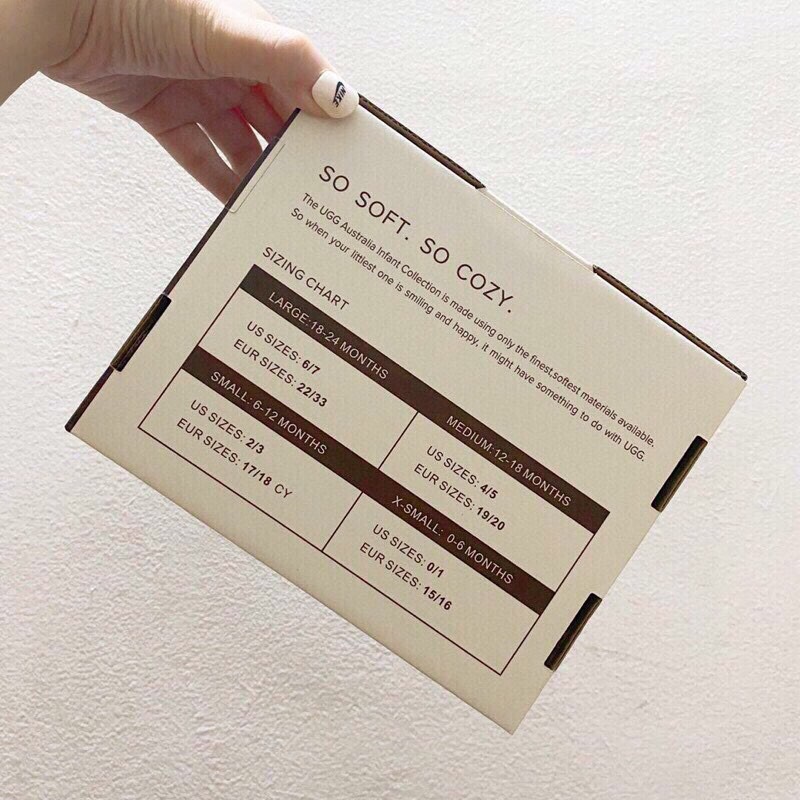 NIKE
SO SOFT. SO COZY.
The UGG Australia Infant Collection is made using only the finest,softest materials available.
So when your littlest one is smiling and happy, it might have something to do with UGG.
SIZING CHART
LARGE:18-24 MONTHS
US SIZES: 6/7
EUR SIZES: 22/33
MEDIUM:12-18 MONTHS
US SIZES: 4/5
EUR SIZES: 19/20
SMALL: 6-12 MONTHS
US SIZES: 2/3
EUR SIZES: 17/18 CY
X-SMALL: 0-6 MONTHS
US SIZES: 0/1
EUR SIZES: 15/16